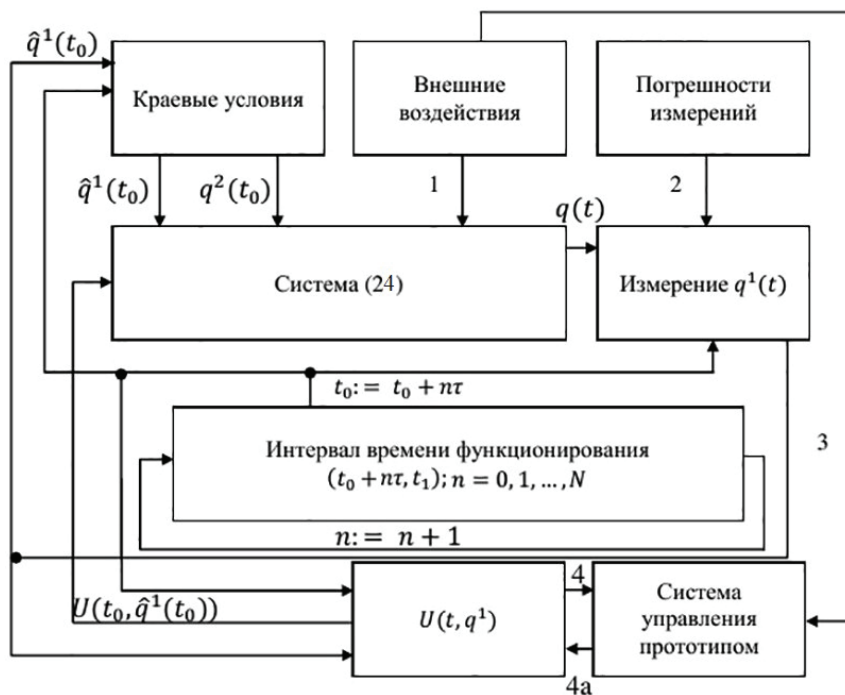 q̂¹(t₀)
Краевые условия
Внешние
воздействия
Погрешности
измерений
q̂¹(t₀)
q²(t₀)
1
2
q(t)
Система (24)
Измерение q¹(t)
t₀:= t₀ + nτ
Интервал времени функционирования
(t₀ + nτ, t₁); n = 0, 1, ..., N
3
n:= n + 1
U(t₀, q̂¹(t₀))
U(t, q¹)
4
4а
Система
управления
прототипом